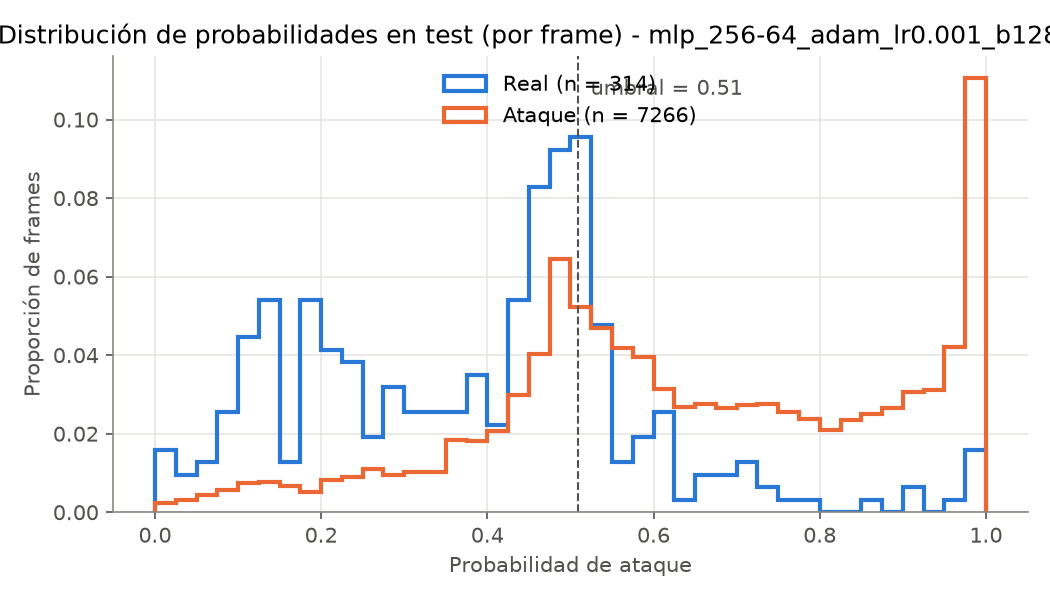 Distribución de probabilidades en test (por frame) - mlp_256-64_adam_lr0.001_b128
Real (n = 314)
umbral = 0.51
Ataque (n = 7266)
Proporción de frames
0.10
0.08
0.06
0.04
0.02
0.00
0.0 0.2 0.4 0.6 0.8 1.0
Probabilidad de ataque